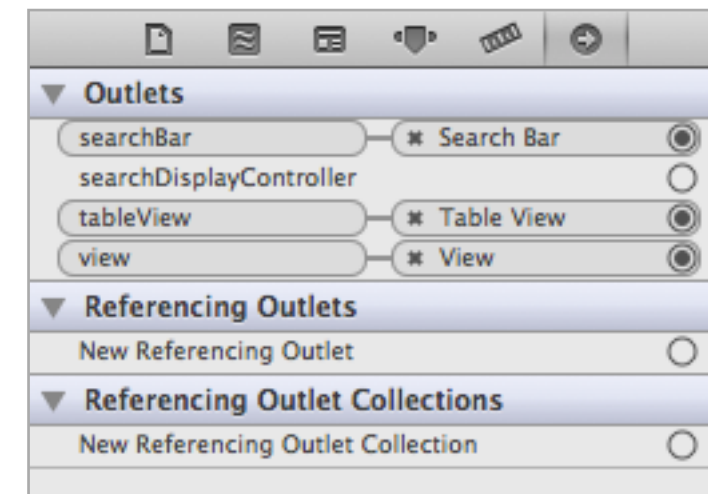 Outlets
searchBar Search Bar
searchDisplayController
tableView Table View
view View
Referencing Outlets
New Referencing Outlet
Referencing Outlet Collections
New Referencing Outlet Collection